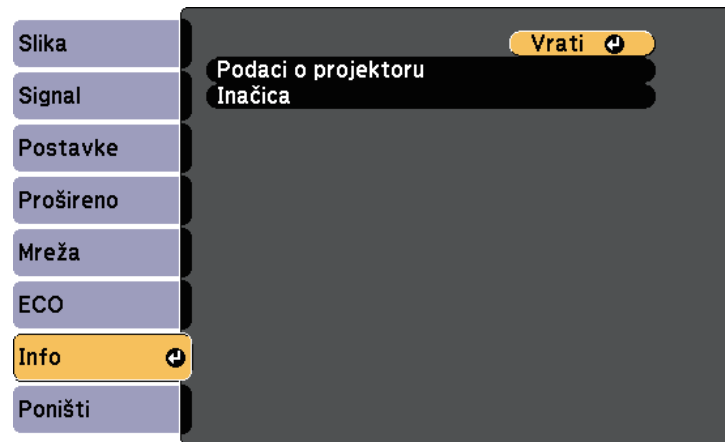 Slika
Signal
Postavke
Prošireno
Mreža
ECO
Info
Poništi
Vrati
Podaci o projektoru
Inačica